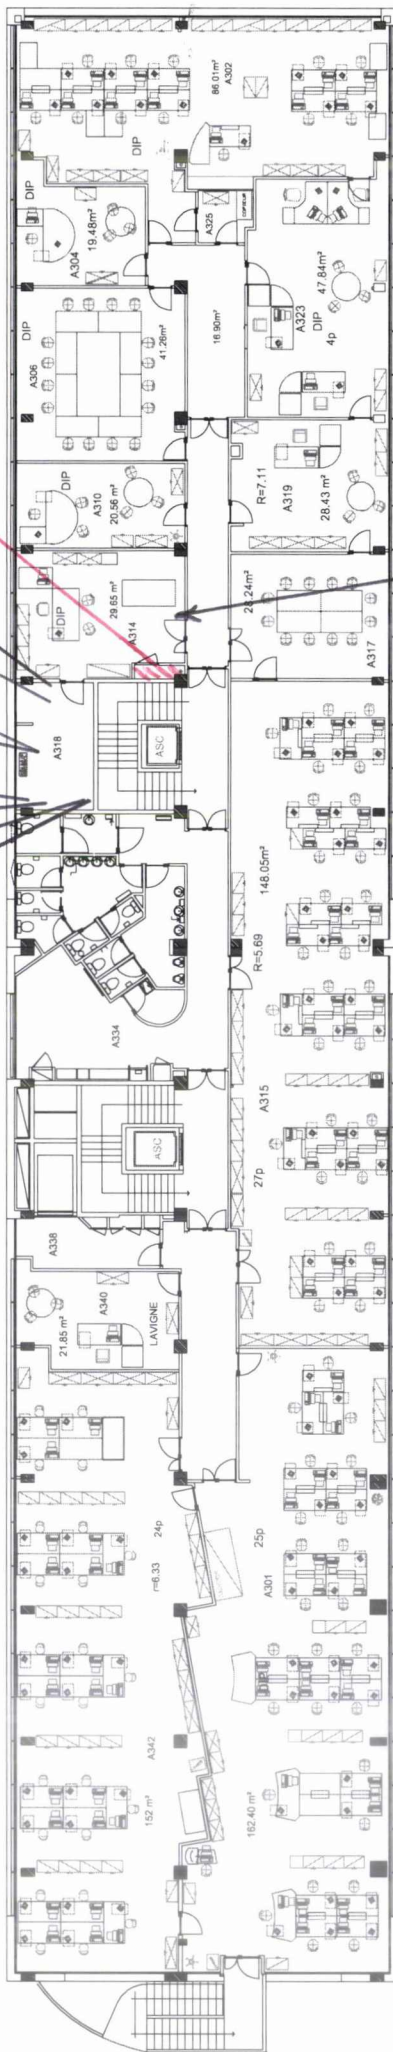 86.01m²
A302
DIP
DIP
DIP
19.48m²
A304
A325
COPIEUR
DIP
A306
41.26m²
16.90m²
47.84m²
A323
DIP
4p
DIP
A310
20.56 m²
R=7.11
A319
28.43 m²
DIP
29.65 m²
A314
28.24m²
A317
A318
ASC
148.05m²
R=5.69
A334
A315
27p
ASC
A338
A340
21.85 m²
LAVIGNE
24p
r=6.33
25p
A301
A342
152 m²
162.40 m²